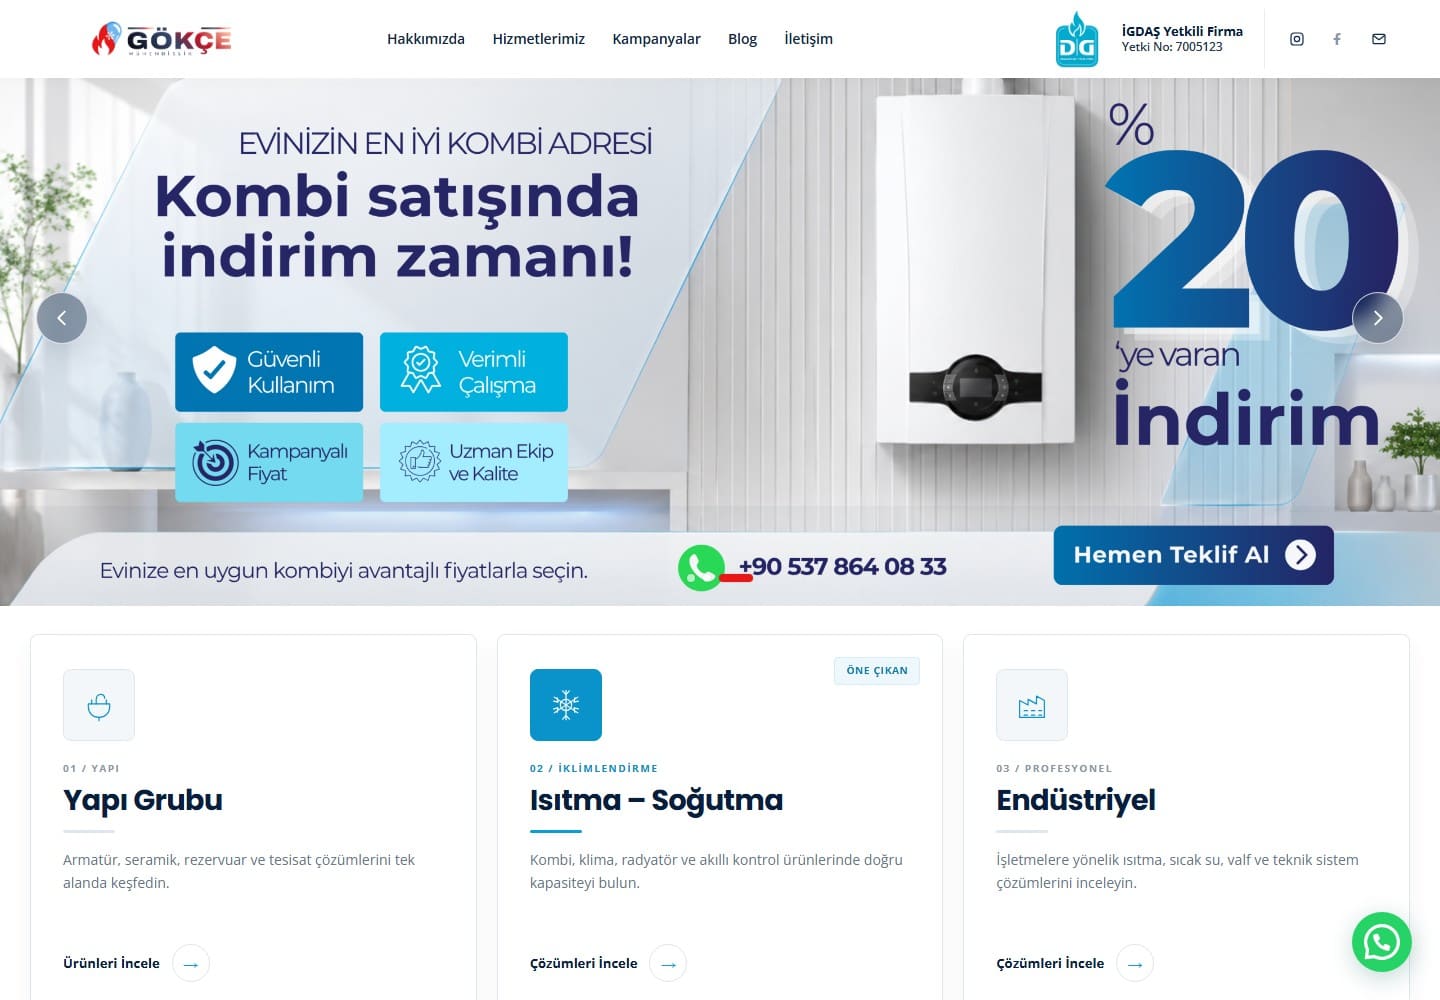 GÖKÇE
MÜHENDİSLİK
Hakkımızda
Hizmetlerimiz
Kampanyalar
Blog
İletişim
DG
İGDAŞ Yetkili Firma
Yetki No: 7005123
EVİNİZİN EN İYİ KOMBİ ADRESİ
Kombi satışında
indirim zamanı!
%
20
'ye varan
İndirim
Güvenli
Kullanım
Verimli
Çalışma
Kampanyalı
Fiyat
Uzman Ekip
ve Kalite
Evinize en uygun kombiyi avantajlı fiyatlarla seçin.
+90 537 864 08 33
Hemen Teklif Al
01 / YAPI
Yapı Grubu
Armatür, seramik, rezervuar ve tesisat çözümlerini tek
alanda keşfedin.
Ürünleri İncele →
ÖNE ÇIKAN
02 / İKLİMLENDİRME
Isıtma – Soğutma
Kombi, klima, radyatör ve akıllı kontrol ürünlerinde doğru
kapasiteyi bulun.
Çözümleri İncele →
03 / PROFESYONEL
Endüstriyel
İşletmelere yönelik ısıtma, sıcak su, valf ve teknik sistem
çözümlerini inceleyin.
Çözümleri İncele →